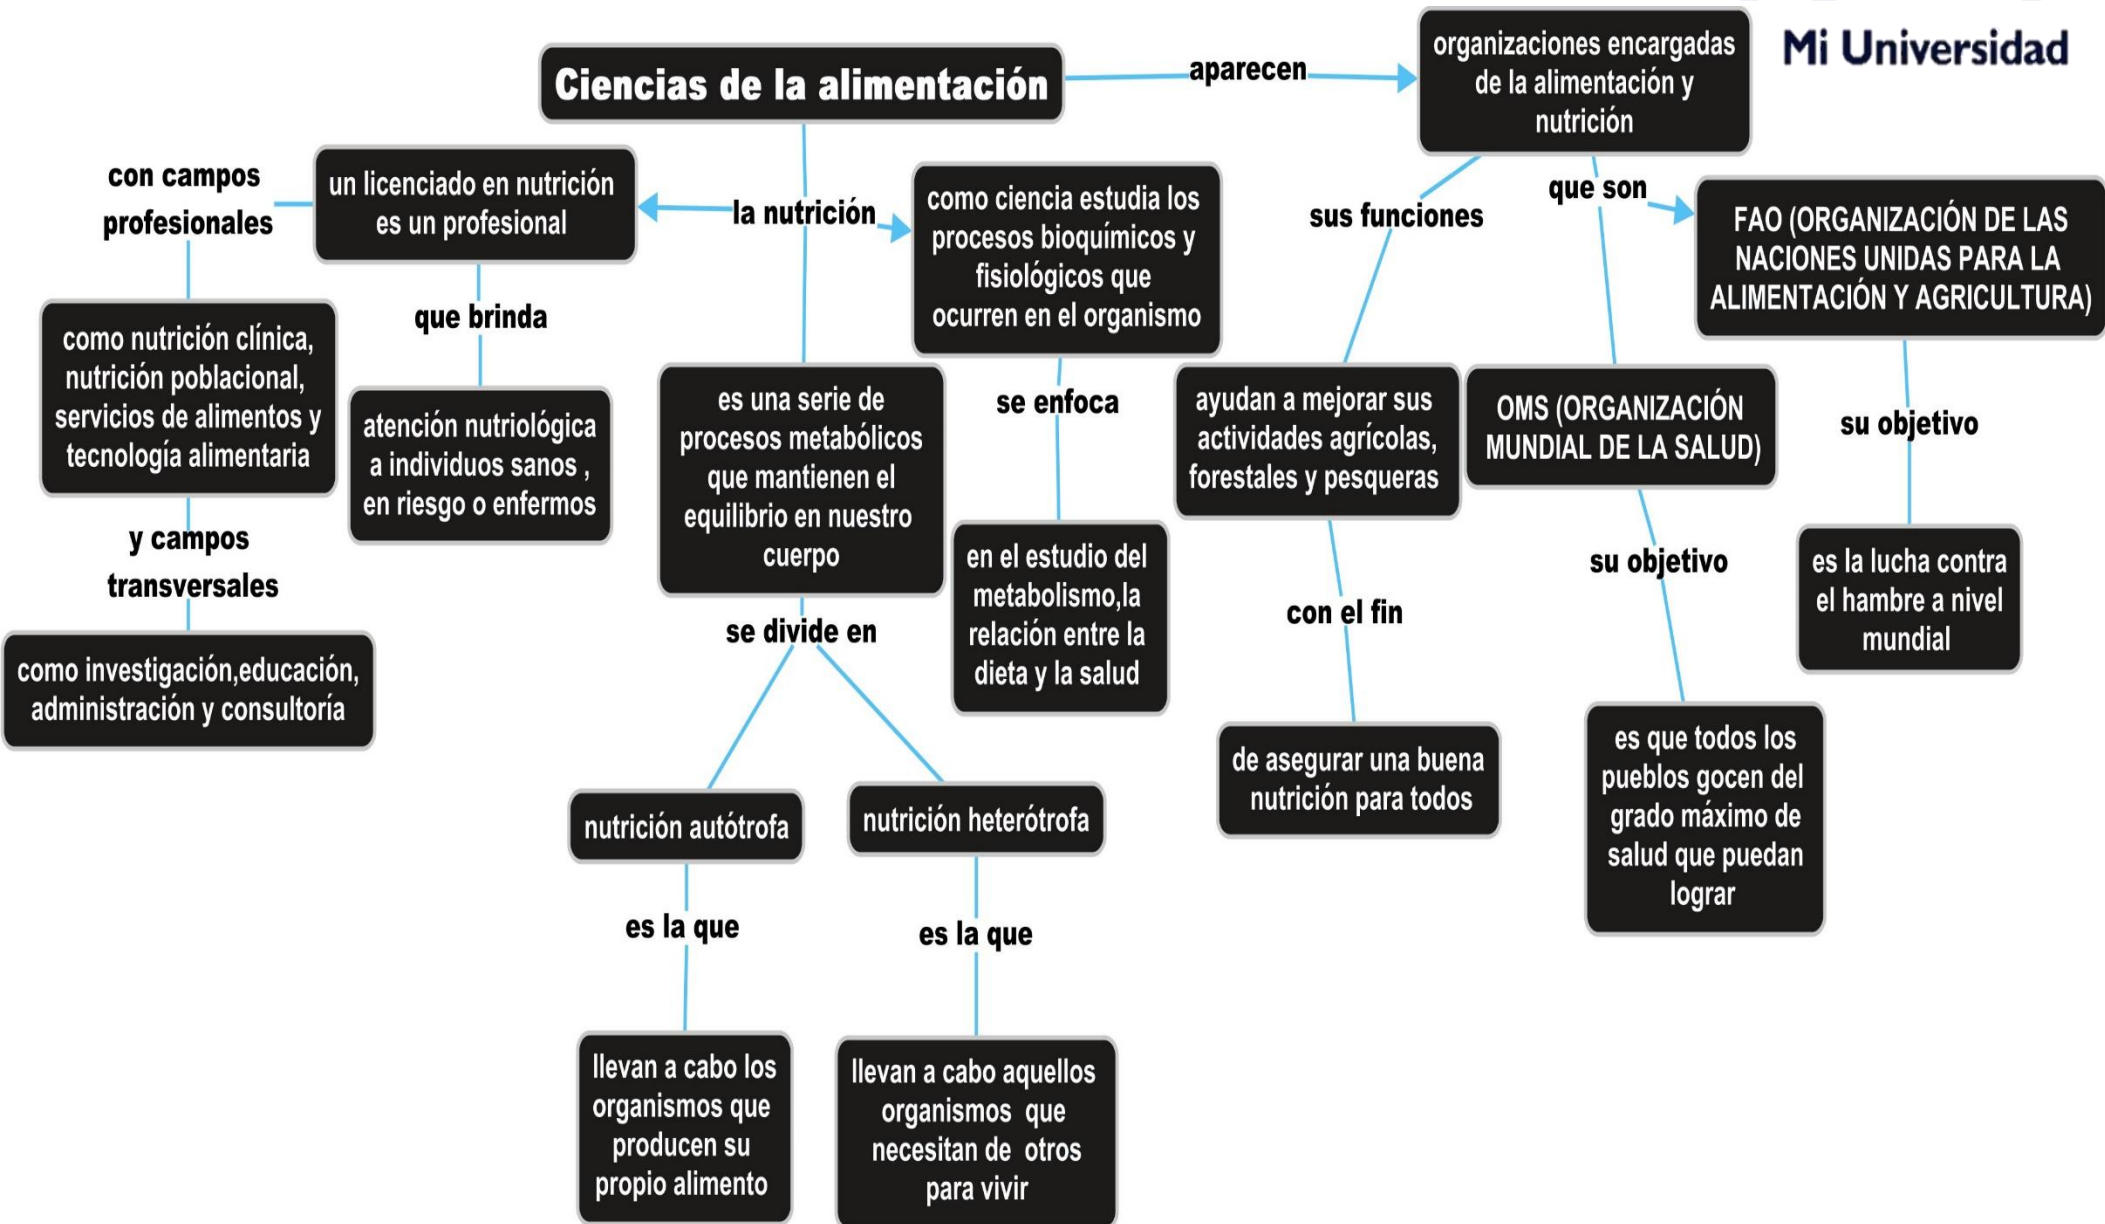 Mi Universidad
Ciencias de la alimentación
aparecen
organizaciones encargadas
de la alimentación y
nutrición
con campos
profesionales
un licenciado en nutrición
es un profesional
la nutrición
como ciencia estudia los
procesos bioquímicos y
fisiológicos que
ocurren en el organismo
sus funciones
que son
FAO (ORGANIZACIÓN DE LAS
NACIONES UNIDAS PARA LA
ALIMENTACIÓN Y AGRICULTURA)
como nutrición clínica,
nutrición poblacional,
servicios de alimentos y
tecnología alimentaria
que brinda
atención nutriológica
a individuos sanos ,
en riesgo o enfermos
es una serie de
procesos metabólicos
que mantienen el
equilibrio en nuestro
cuerpo
se enfoca
ayudan a mejorar sus
actividades agrícolas,
forestales y pesqueras
OMS (ORGANIZACIÓN
MUNDIAL DE LA SALUD)
su objetivo
y campos
transversales
como investigación,educación,
administración y consultoría
se divide en
en el estudio del
metabolismo,la
relación entre la
dieta y la salud
con el fin
su objetivo
es la lucha contra
el hambre a nivel
mundial
de asegurar una buena
nutrición para todos
es que todos los
pueblos gocen del
grado máximo de
salud que puedan
lograr
nutrición autótrofa
nutrición heterótrofa
es la que
es la que
llevan a cabo los
organismos que
producen su
propio alimento
llevan a cabo aquellos
organismos que
necesitan de otros
para vivir